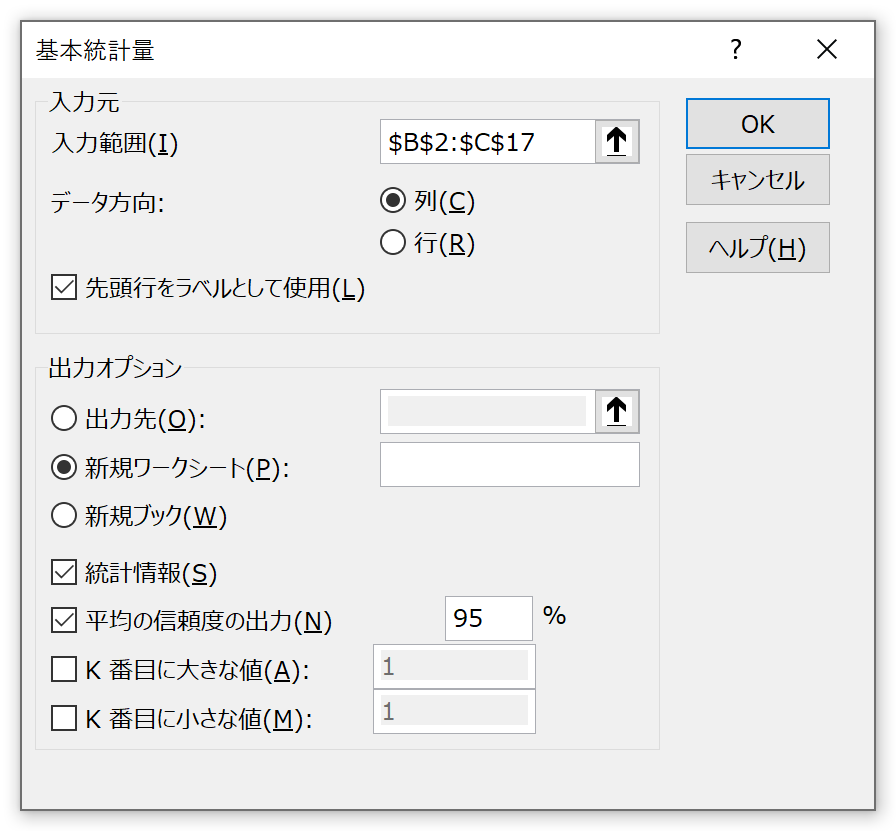 基本統計量 ?
入力元
入力範囲(I) $B$2:$C$17
OK
キャンセル
データ方向: 列(C)
行(R)
ヘルプ(H)
先頭行をラベルとして使用(L)
出力オプション
出力先(O):
新規ワークシート(P):
新規ブック(W)
統計情報(S)
平均の信頼度の出力(N) 95 %
K 番目に大きな値(A): 1
K 番目に小さな値(M): 1